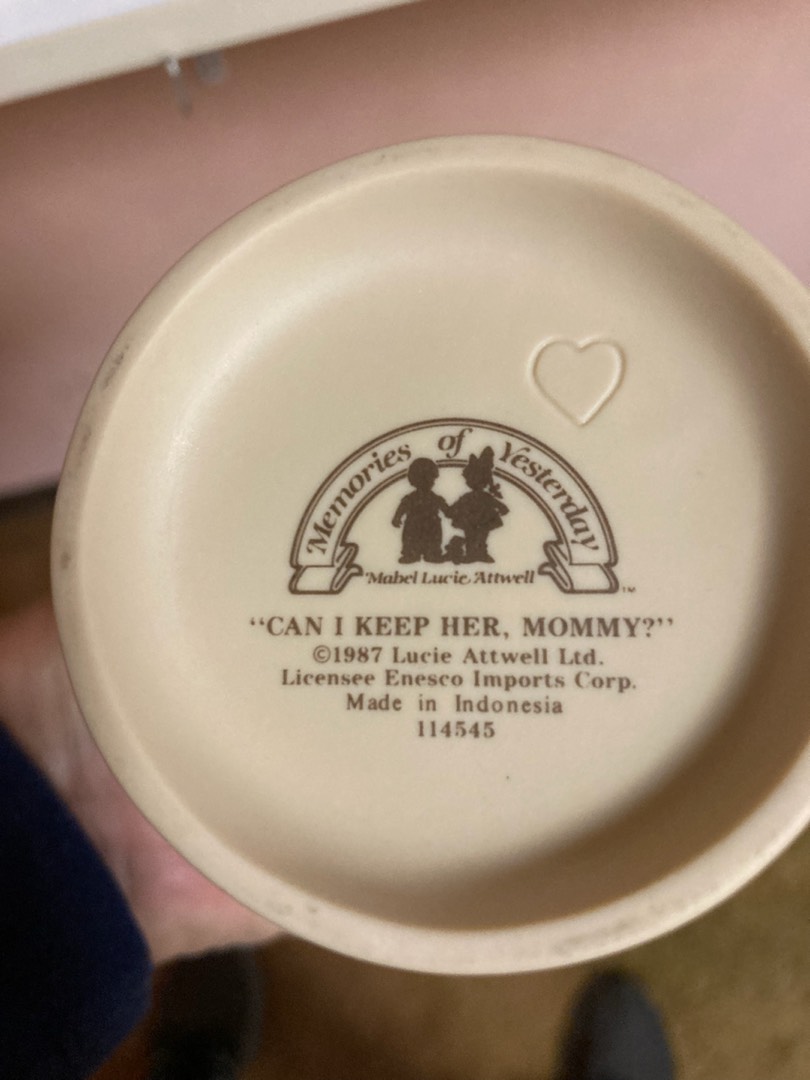 Memories of Yesterday
Mabel Lucie Attwell ™
“CAN I KEEP HER, MOMMY?”
©1987 Lucie Attwell Ltd.
Licensee Enesco Imports Corp.
Made in Indonesia
114545